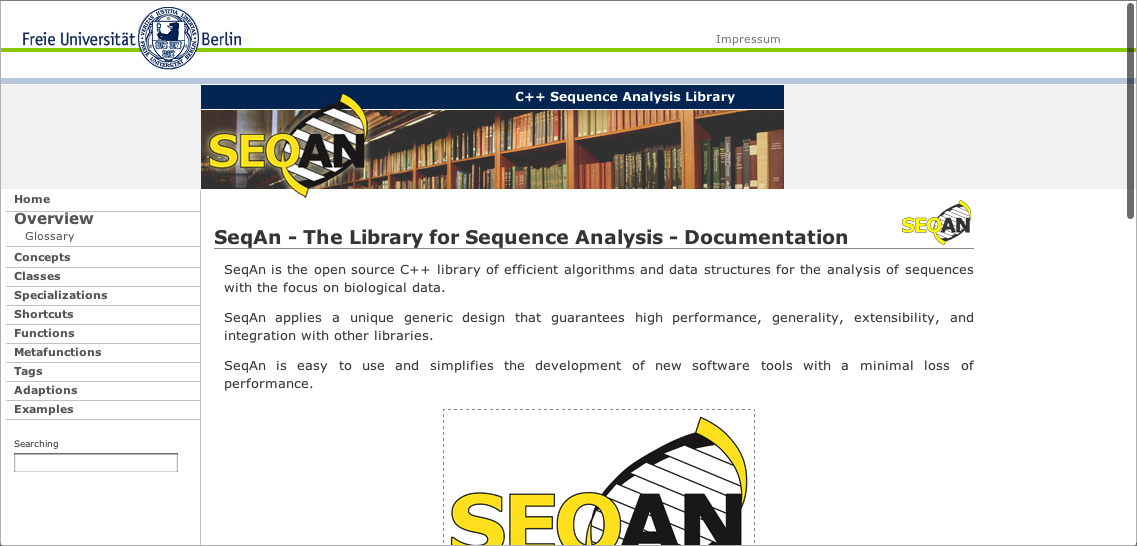 Freie Universität Berlin
Impressum
C++ Sequence Analysis Library
SEQAN
Home
Overview
Glossary
Concepts
Classes
Specializations
Shortcuts
Functions
Metafunctions
Tags
Adaptions
Examples
Searching
SEQAN
SeqAn - The Library for Sequence Analysis - Documentation
SeqAn is the open source C++ library of efficient algorithms and data structures for the analysis of sequences
with the focus on biological data.
SeqAn applies a unique generic design that guarantees high performance, generality, extensibility, and
integration with other libraries.
SeqAn is easy to use and simplifies the development of new software tools with a minimal loss of
performance.
SEQAN